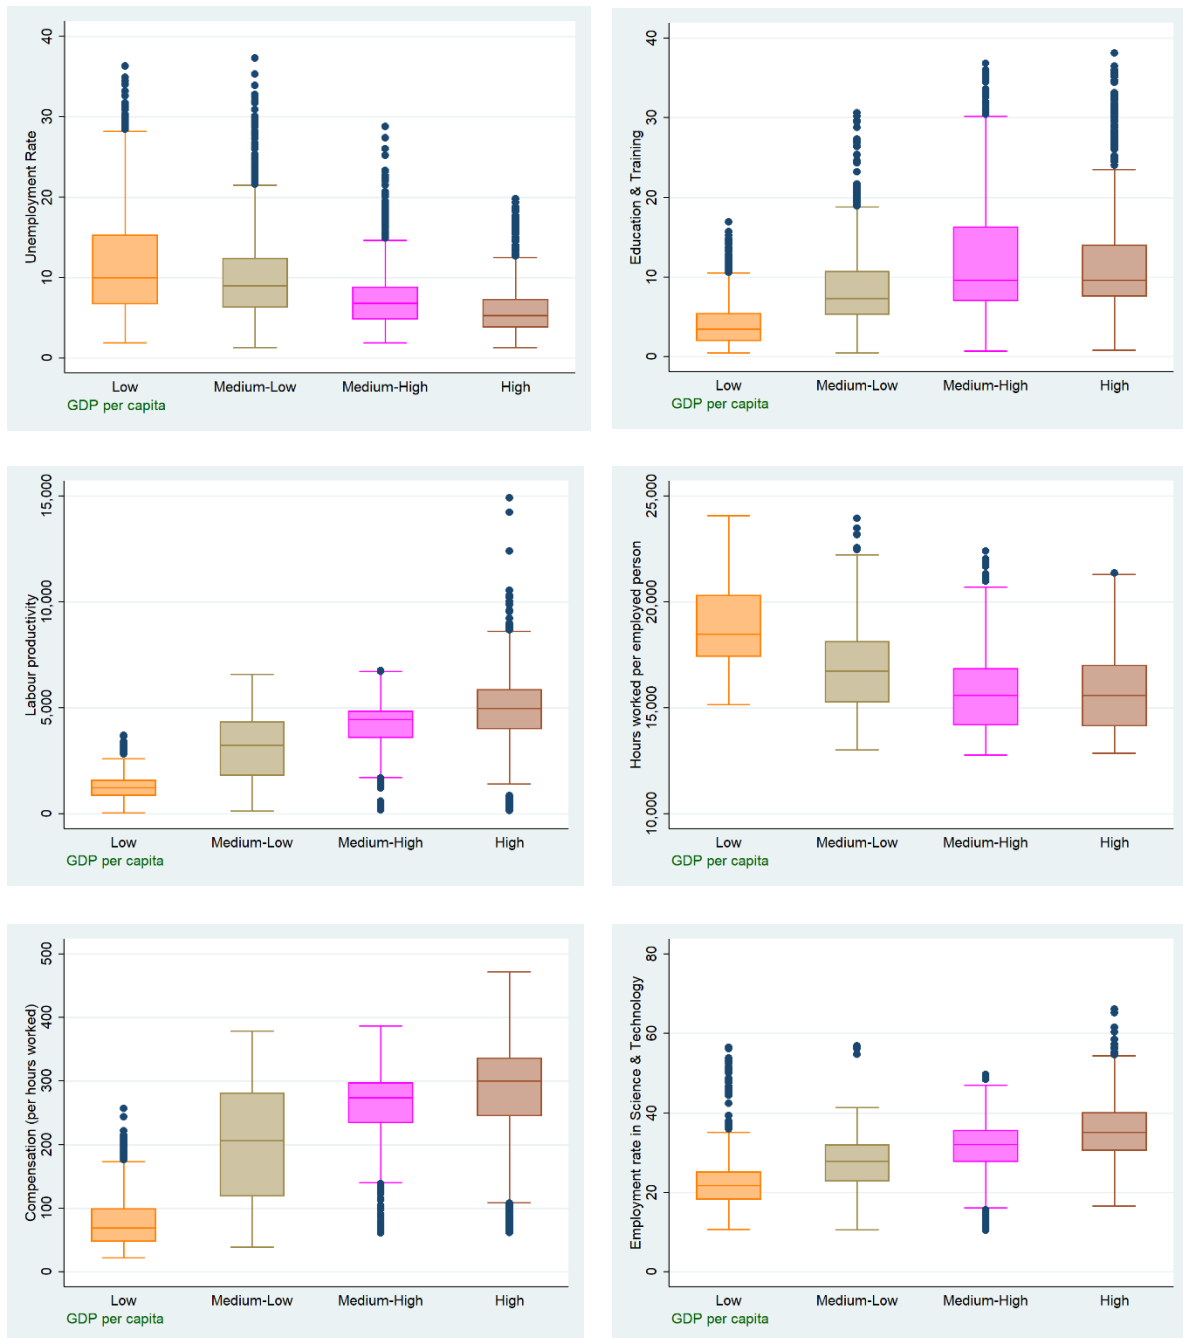 Unemployment Rate
40
30
20
10
0
Low Medium-Low Medium-High High
GDP per capita
Education & Training
40
30
20
10
0
Low Medium-Low Medium-High High
GDP per capita
Labour productivity
15,000
10,000
5,000
0
Low Medium-Low Medium-High High
GDP per capita
Hours worked per employed person
25,000
20,000
15,000
10,000
Low Medium-Low Medium-High High
GDP per capita
Compensation (per hours worked)
500
400
300
200
100
0
Low Medium-Low Medium-High High
GDP per capita
Employment rate in Science & Technology
80
60
40
20
0
Low Medium-Low Medium-High High
GDP per capita